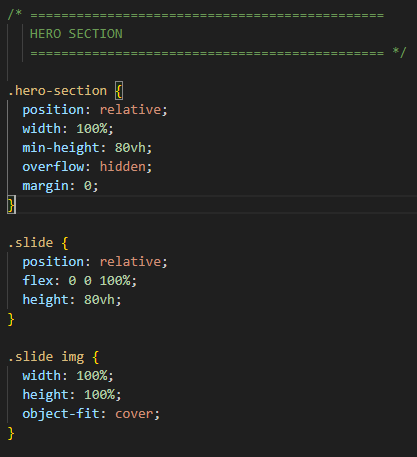 /* =============================================
HERO SECTION
============================================= */
.hero-section {
position: relative;
width: 100%;
min-height: 80vh;
overflow: hidden;
margin: 0;
}
.slide {
position: relative;
flex: 0 0 100%;
height: 80vh;
}
.slide img {
width: 100%;
height: 100%;
object-fit: cover;
}